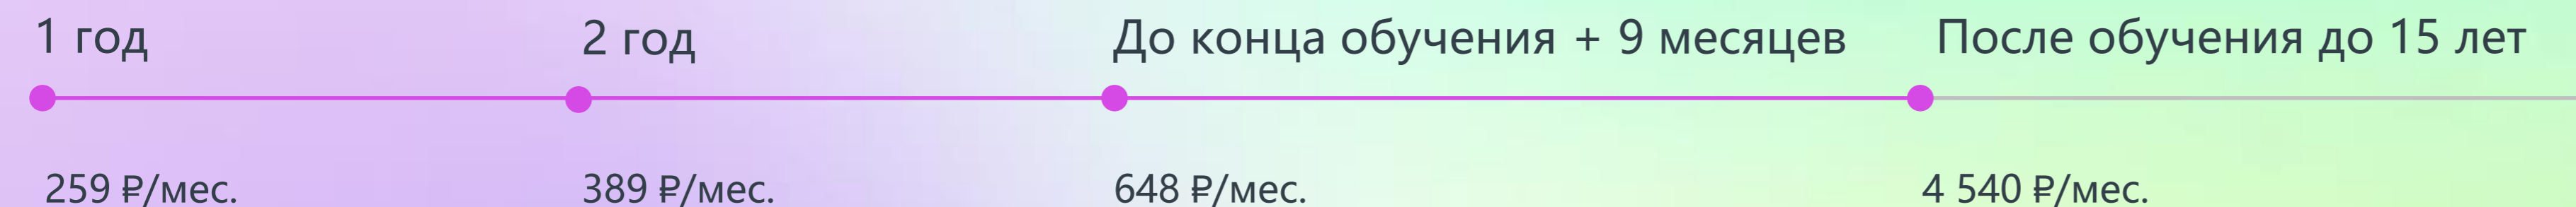 1 год
2 год
До конца обучения + 9 месяцев
После обучения до 15 лет
259 ₽/мес.
389 ₽/мес.
648 ₽/мес.
4 540 ₽/мес.